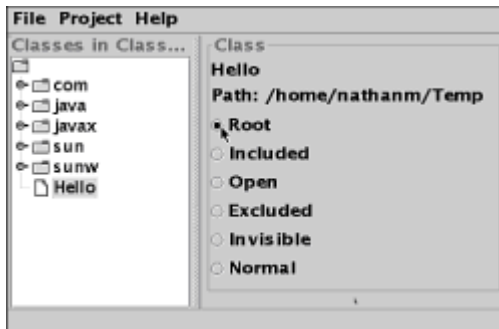 File Project Help
Classes in Class...
com
java
javax
sun
sunw
Hello
Class
Hello
Path: /home/nathanm/Temp
Root
Included
Open
Excluded
Invisible
Normal